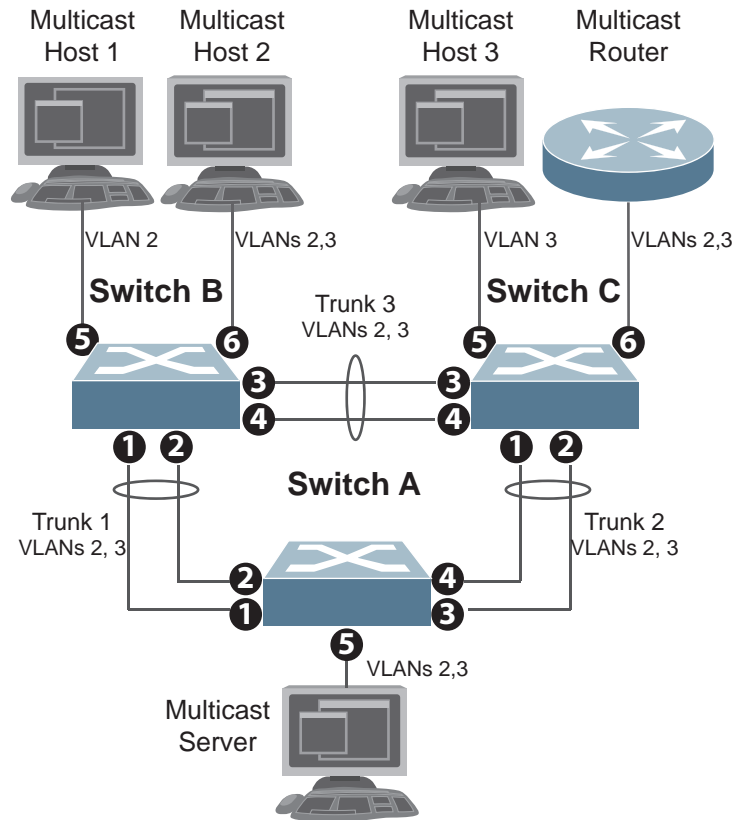 Multicast
Host 1
Multicast
Host 2
Multicast
Host 3
Multicast
Router
VLAN 2
VLANs 2,3
VLAN 3
VLANs 2,3
Switch B
Switch C
Trunk 3
VLANs 2, 3
5
6
5
6
3
3
4
4
1
2
1
2
Switch A
Trunk 1
VLANs 2, 3
Trunk 2
VLANs 2, 3
2
4
1
3
5
VLANs 2,3
Multicast
Server